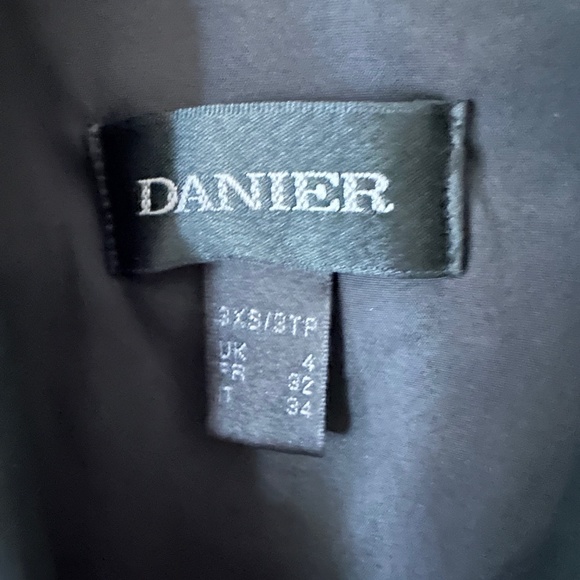 DANIER
3XS/3TP
UK 4
FR 32
IT 34